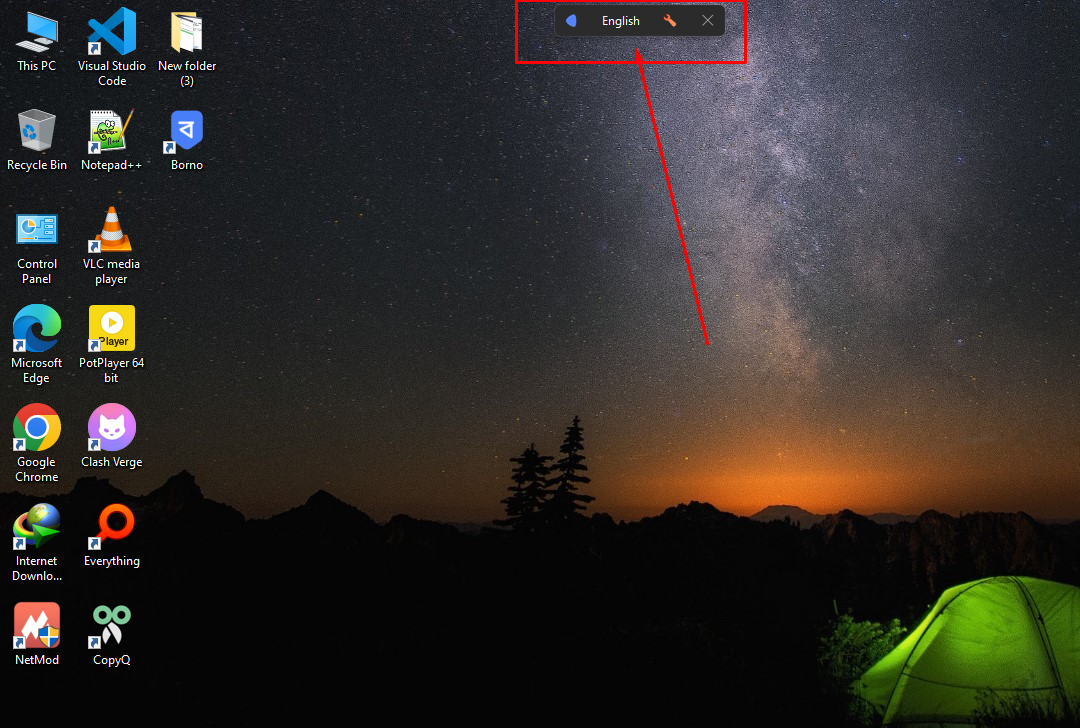 English
This PC
Visual Studio
Code
New folder
(3)
Recycle Bin
Notepad++
Borno
Control
Panel
VLC media
player
Microsoft
Edge
Player
PotPlayer 64
bit
Google
Chrome
Clash Verge
Internet
Downlo...
Everything
NetMod
CopyQ